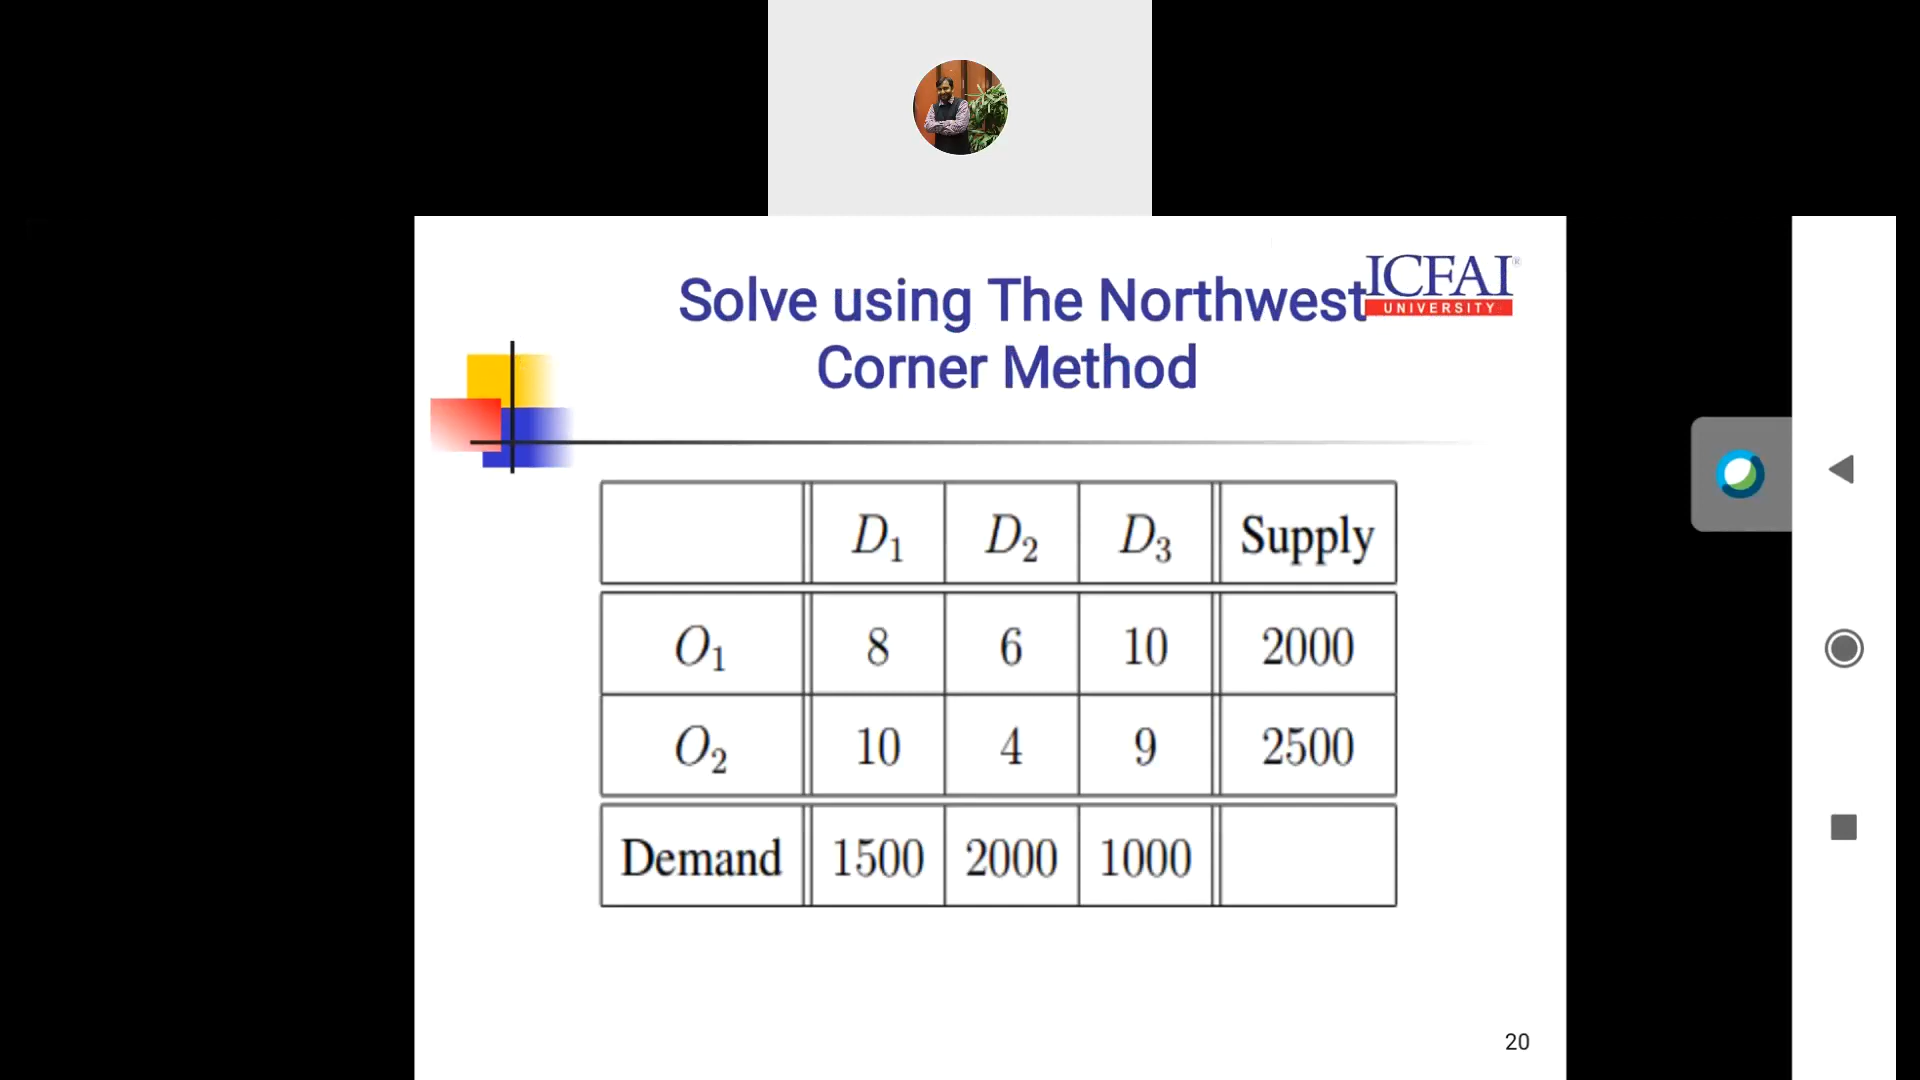 Solve using The Northwest
Corner Method
ICFAI®
UNIVERSITY
D1 D2 D3 Supply
O1 8 6 10 2000
O2 10 4 9 2500
Demand 1500 2000 1000
20